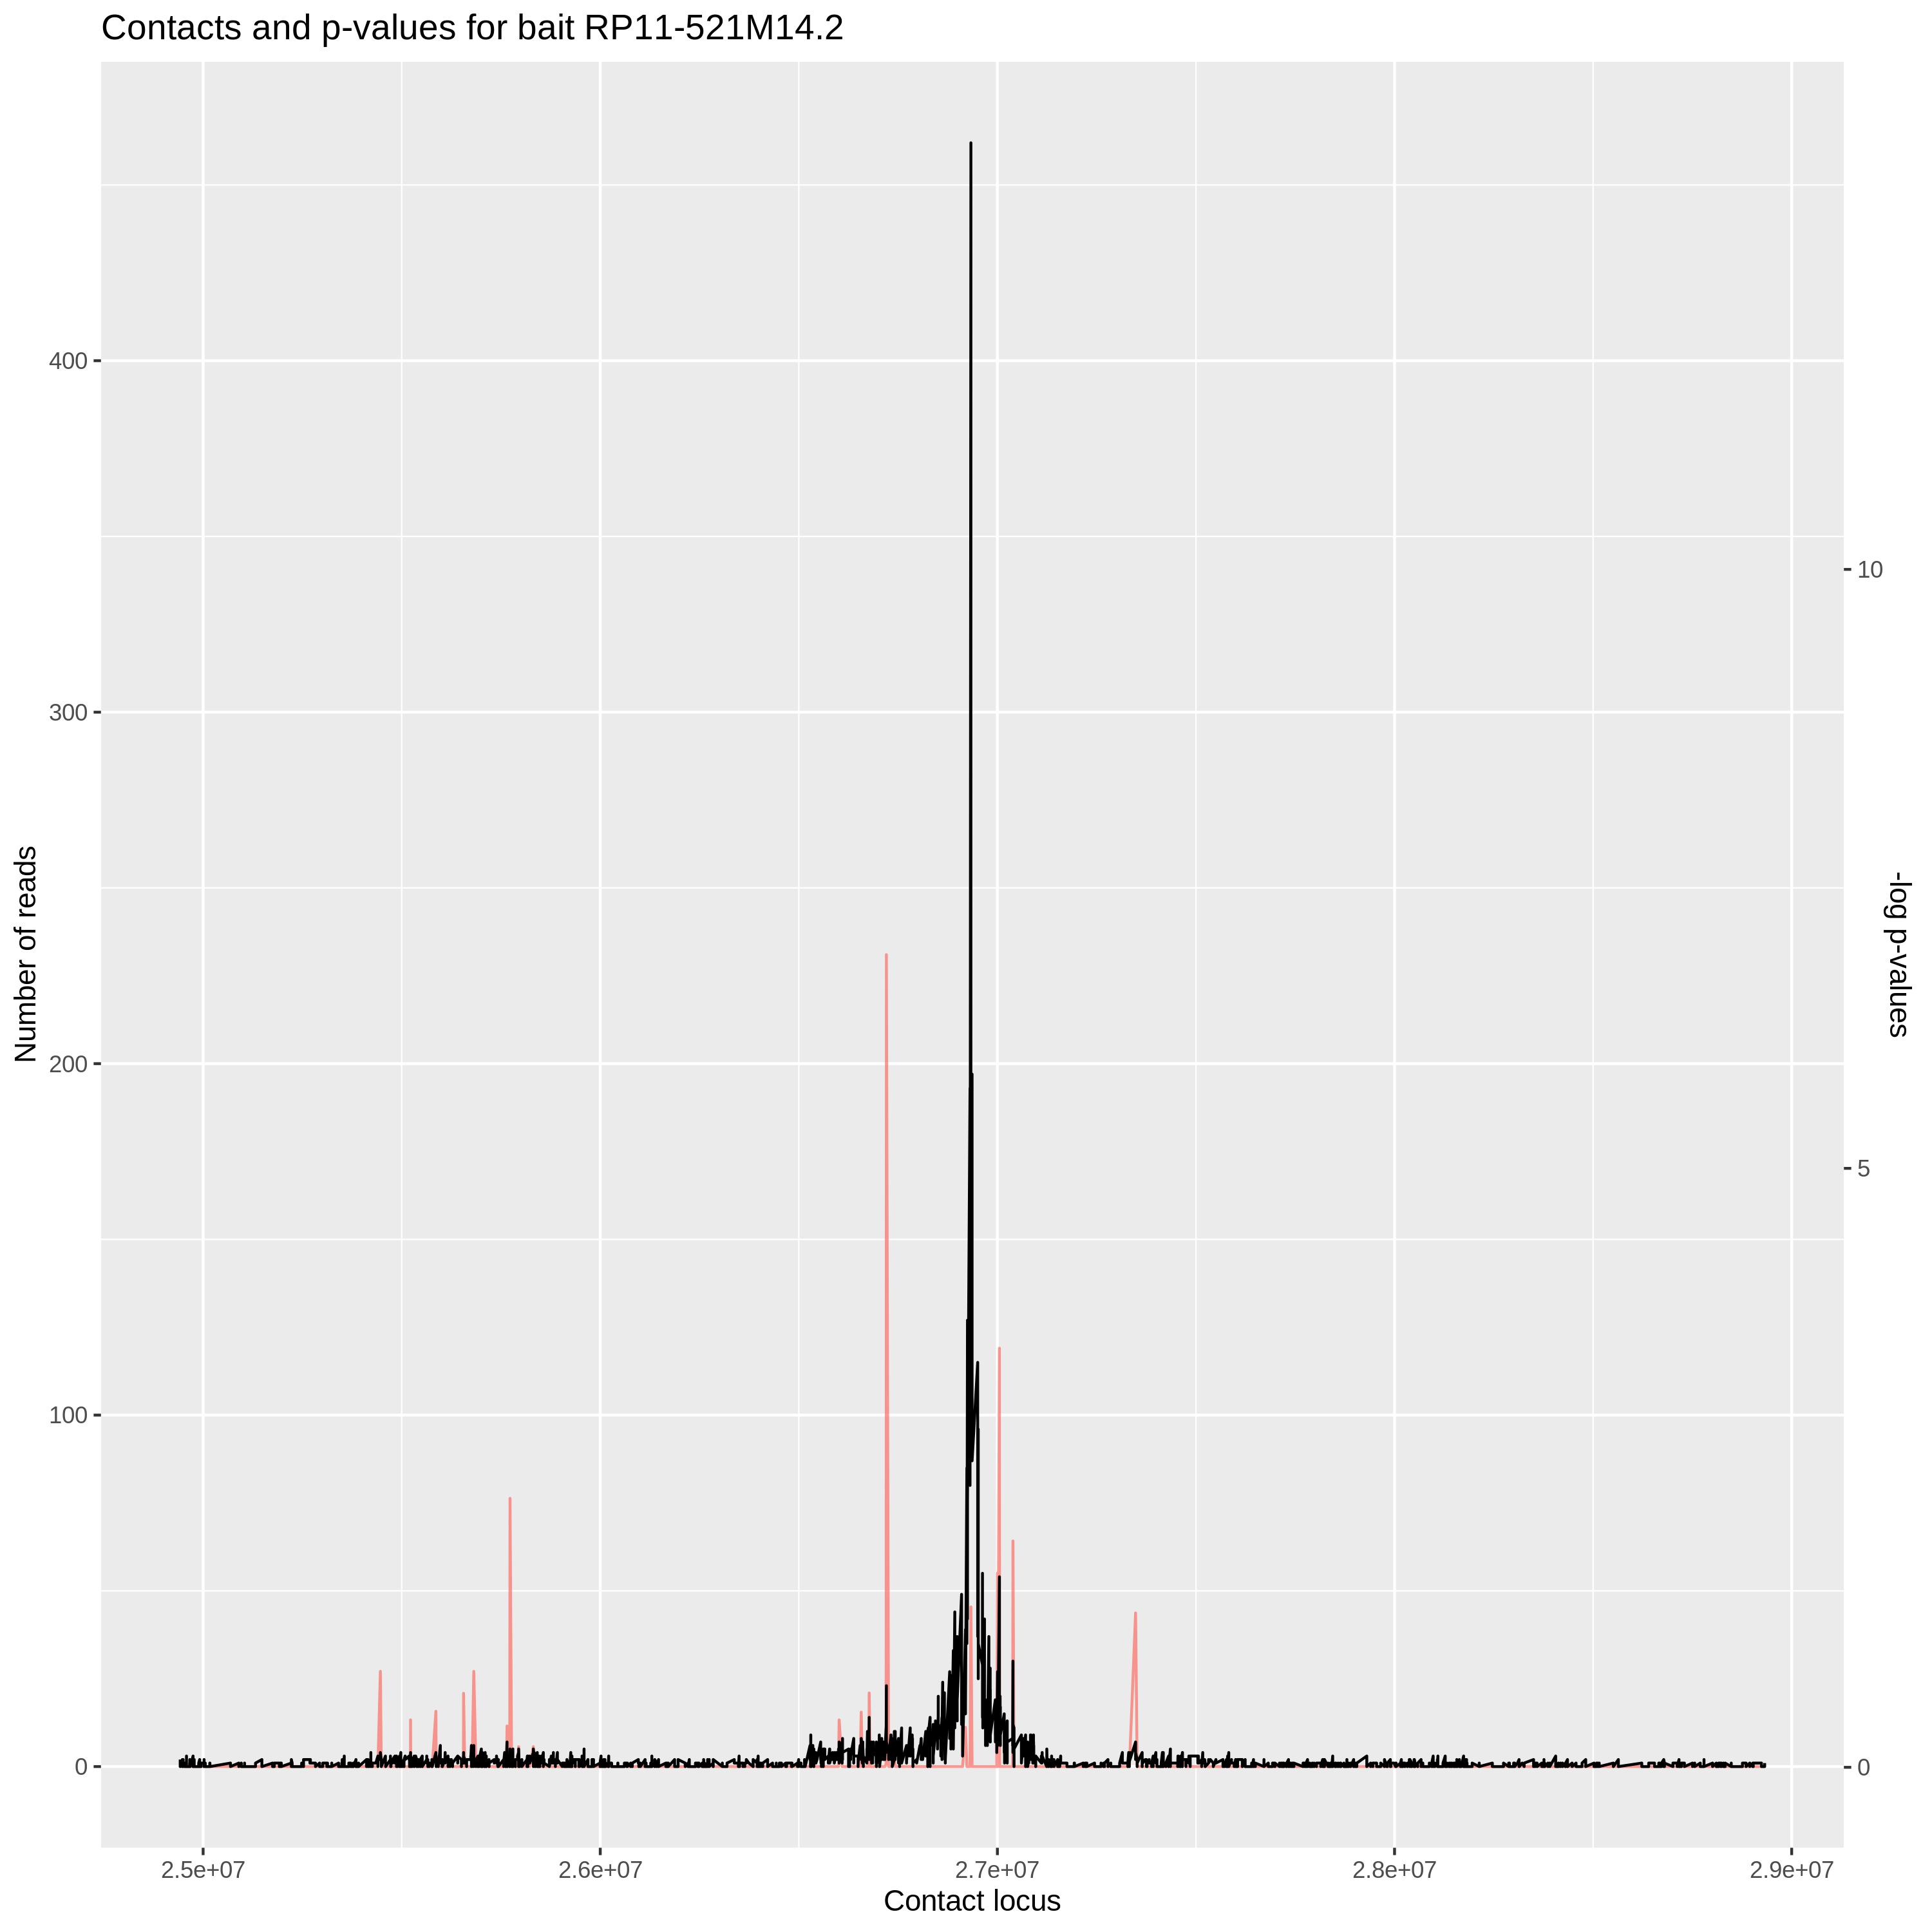 Contacts and p-values for bait RP11-521M14.2
Number of reads
400
300
200
100
0
10
5
0
-log p-values
2.5e+07
2.6e+07
2.7e+07
2.8e+07
2.9e+07
Contact locus